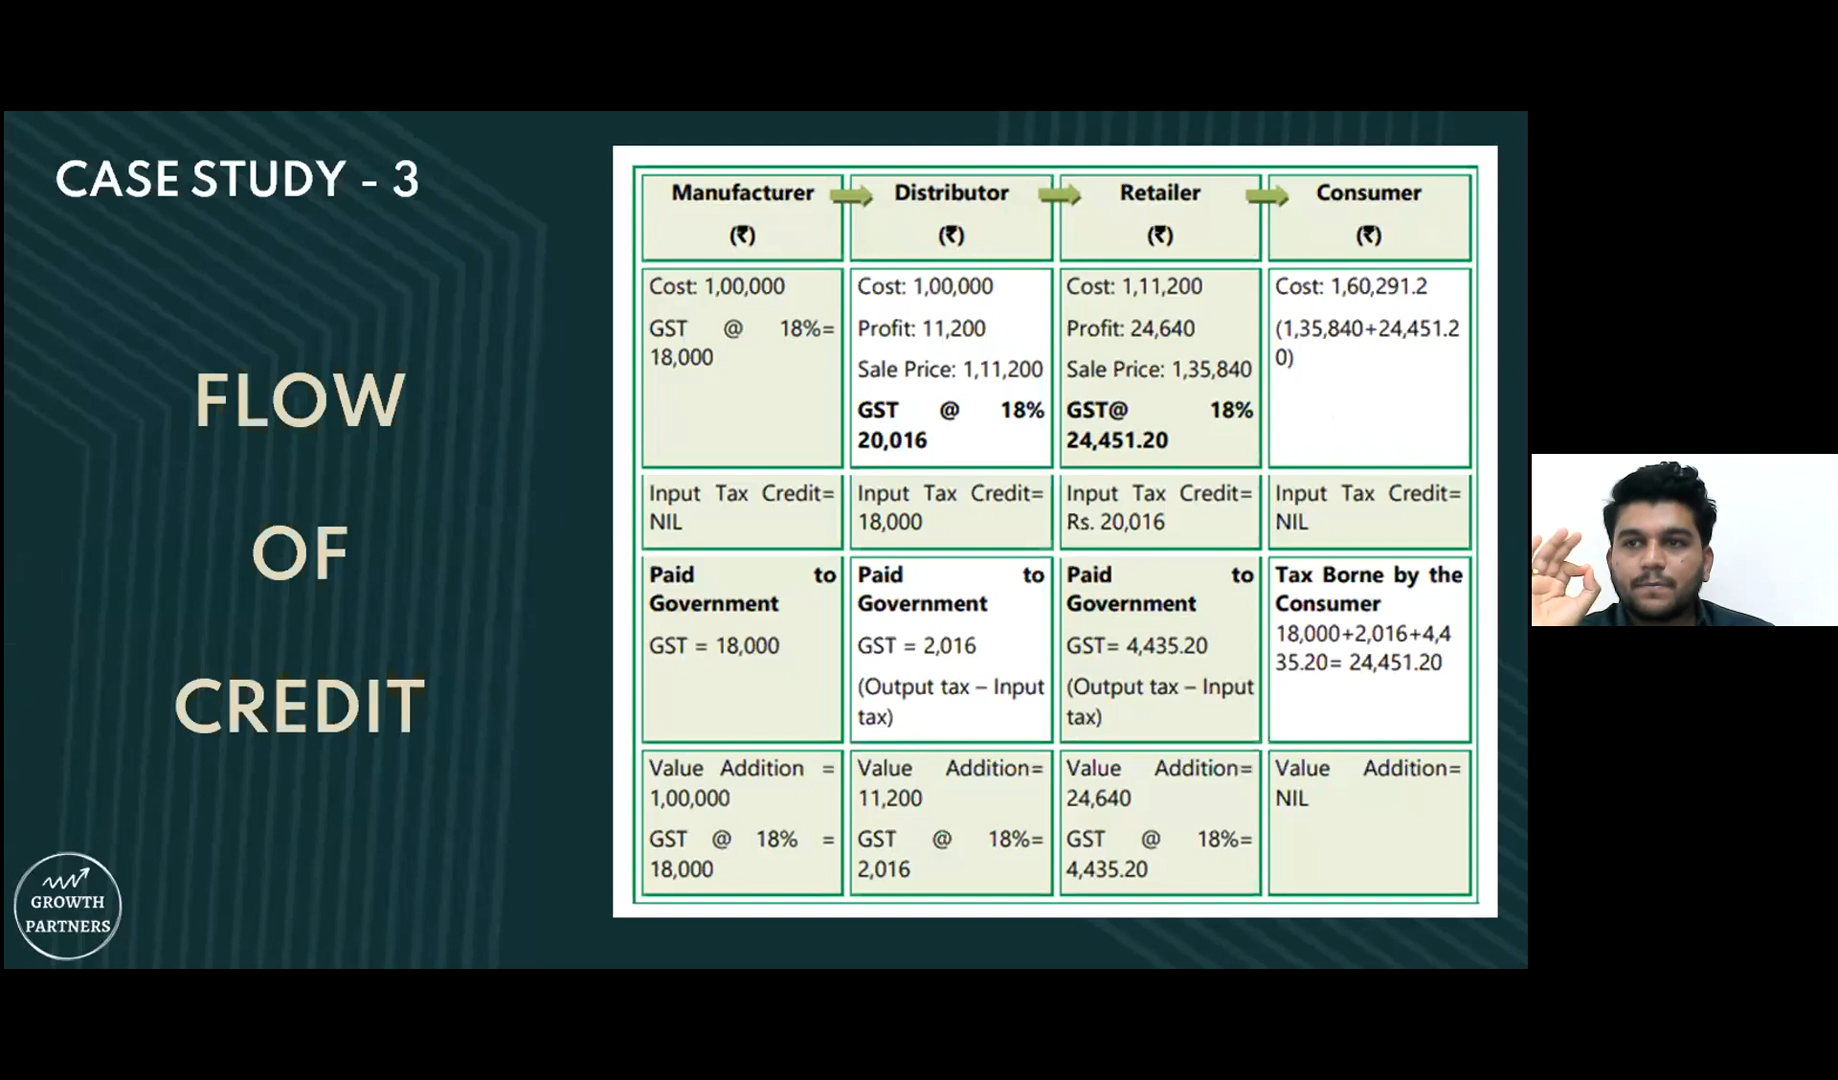 CASE STUDY - 3
FLOW
OF
CREDIT
GROWTH
PARTNERS
Manufacturer
(₹)
Distributor
(₹)
Retailer
(₹)
Consumer
(₹)
Cost: 1,00,000
GST @ 18%=
18,000
Cost: 1,00,000
Profit: 11,200
Sale Price: 1,11,200
GST @ 18%
20,016
Cost: 1,11,200
Profit: 24,640
Sale Price: 1,35,840
GST@ 18%
24,451.20
Cost: 1,60,291.2
(1,35,840+24,451.2
0)
Input Tax Credit=
NIL
Input Tax Credit=
18,000
Input Tax Credit=
Rs. 20,016
Input Tax Credit=
NIL
Paid to
Government
GST = 18,000
Paid to
Government
GST = 2,016
(Output tax – Input
tax)
Paid to
Government
GST= 4,435.20
(Output tax – Input
tax)
Tax Borne by the
Consumer
18,000+2,016+4,4
35.20= 24,451.20
Value Addition =
1,00,000
GST @ 18% =
18,000
Value Addition=
11,200
GST @ 18%=
2,016
Value Addition=
24,640
GST @ 18%=
4,435.20
Value Addition=
NIL